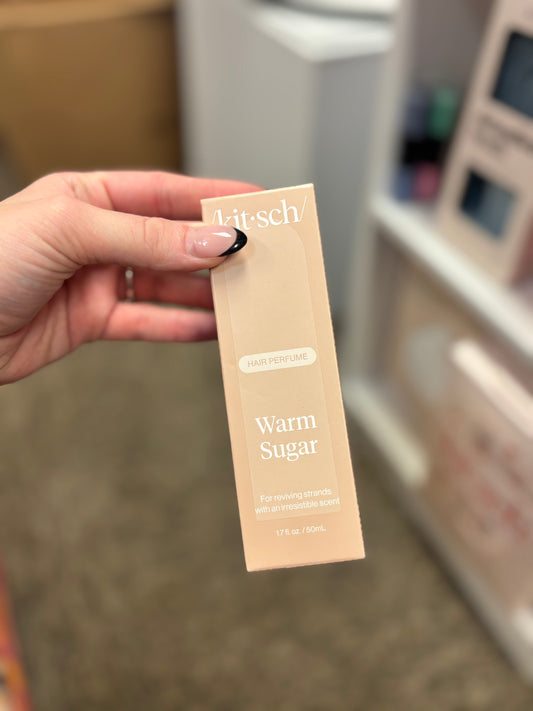 /kit·sch/
HAIR PERFUME
Warm
Sugar
For reviving strands
with an irresistible scent
1.7 fl. oz. / 50mL